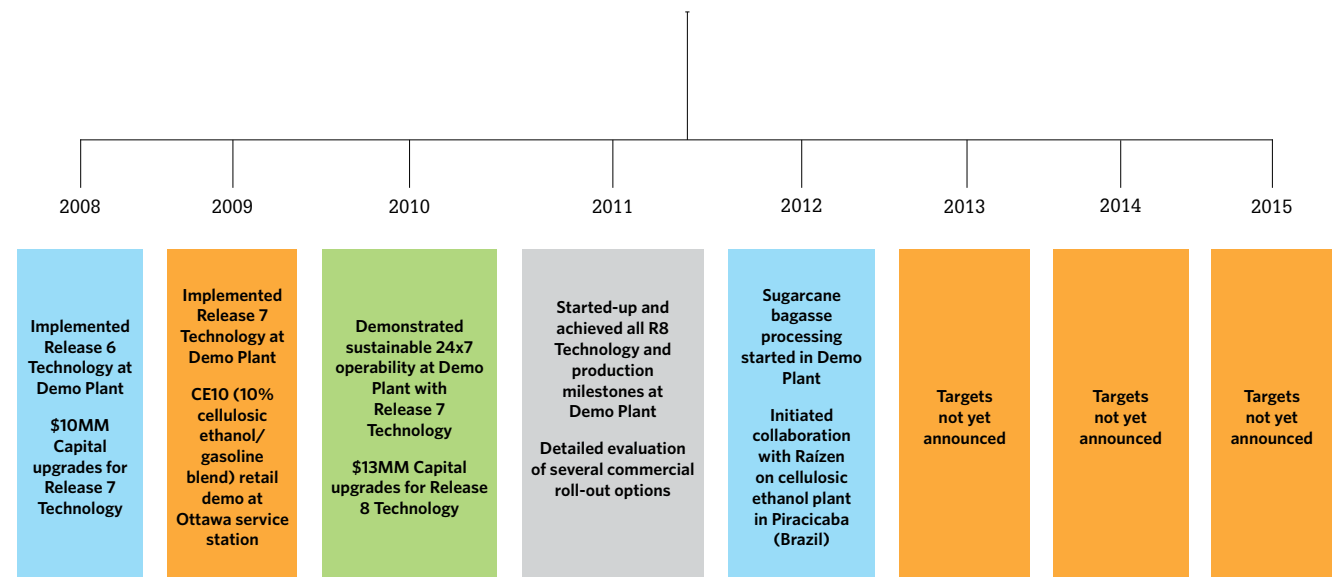 2008
2009
2010
2011
2012
2013
2014
2015
Implemented
Release 6
Technology at
Demo Plant
$10MM
Capital
upgrades for
Release 7
Technology
Implemented
Release 7
Technology at
Demo Plant
CE10 (10%
cellulosic
ethanol/
gasoline
blend) retail
demo at
Ottawa service
station
Demonstrated
sustainable 24x7
operability at Demo
Plant with
Release 7
Technology
$13MM Capital
upgrades for Release
8 Technology
Started-up and
achieved all R8
Technology and
production
milestones at
Demo Plant
Detailed evaluation
of several commercial
roll-out options
Sugarcane
bagasse
processing
started in Demo
Plant
Initiated
collaboration
with Raízen
on cellulosic
ethanol plant
in Piracicaba
(Brazil)
Targets
not yet
announced
Targets
not yet
announced
Targets
not yet
announced